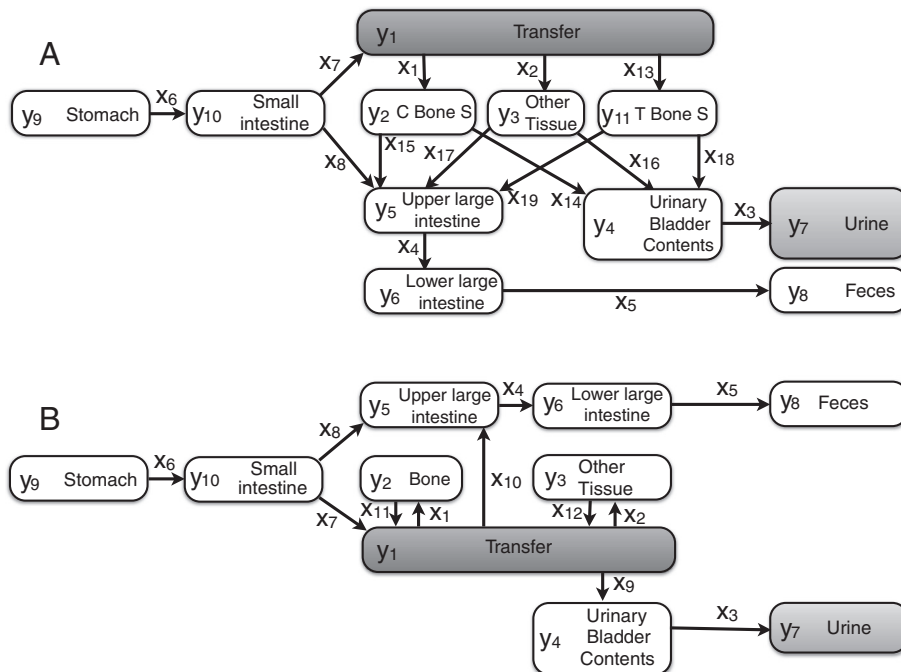 A
y1 Transfer
x7
x1
x2
x13
x6
y9 Stomach
y10 Small
intestine
y2 C Bone S
y3 Other
Tissue
y11 T Bone S
x8
x15
x17
x16
x18
y5 Upper large
intestine
x19
x14
y4 Urinary
Bladder
Contents
x3
y7 Urine
x4
y6 Lower large
intestine
x5
y8 Feces
B
y5 Upper large
intestine
x4
y6 Lower large
intestine
x5
y8 Feces
x8
x6
y9 Stomach
y10 Small
intestine
y2 Bone
x10
y3 Other
Tissue
x7
x11
x1
x12
x2
y1 Transfer
x9
y4 Urinary
Bladder
Contents
x3
y7 Urine